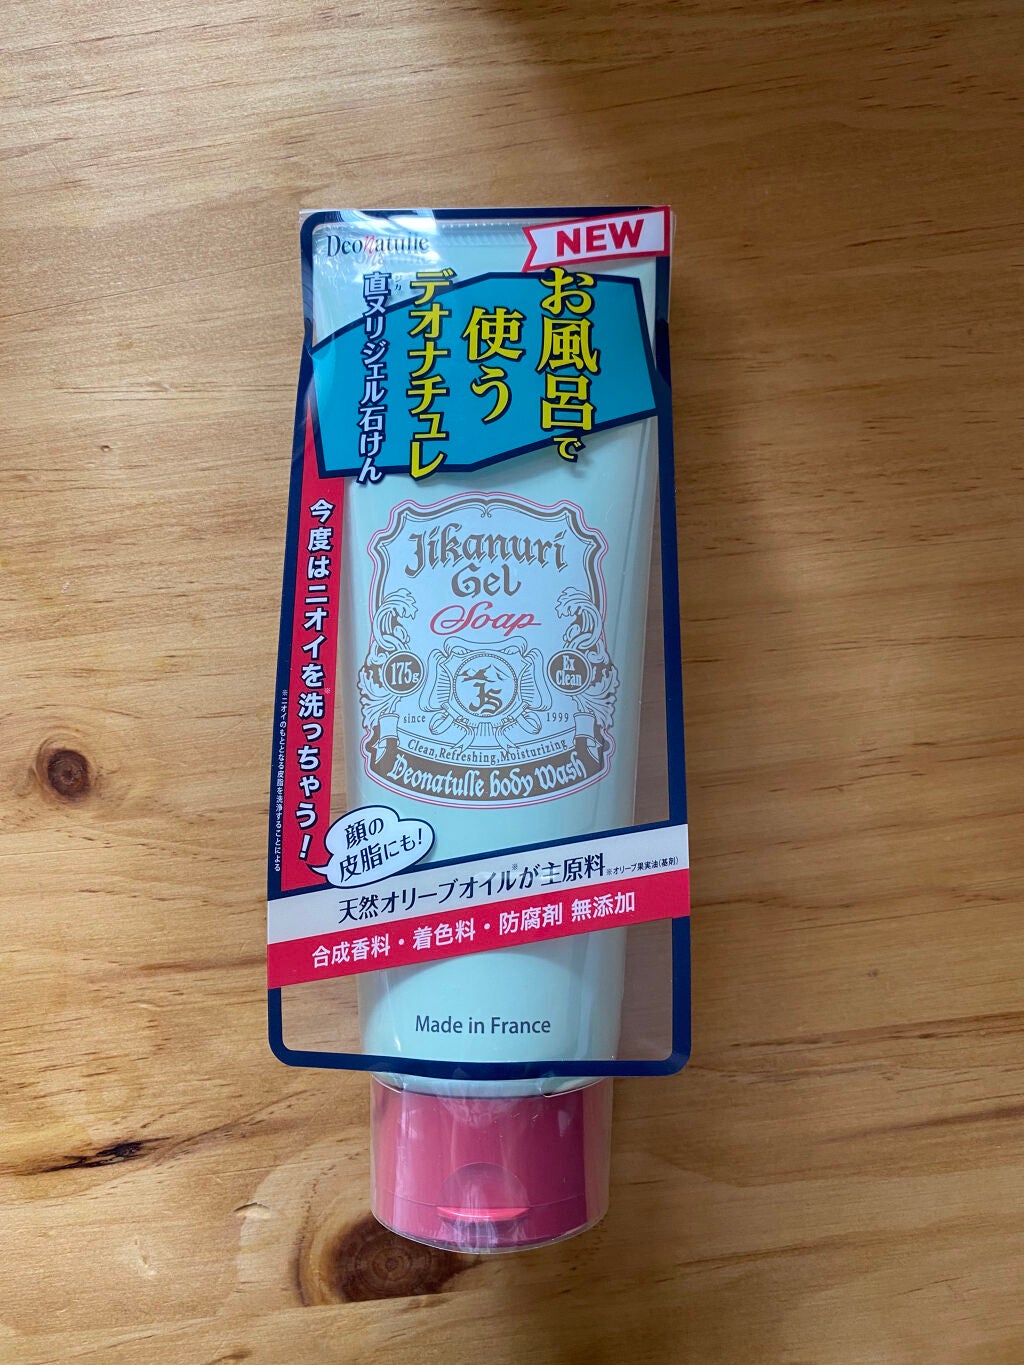 DeoNatulle
NEW
お風呂で
使う
デオナチュレ
直ヌリジェル石けん
ジカ
今度はニオイを※洗っちゃう!
※ニオイのもととなる皮脂を洗浄することによる
Jikanuri
Gel
Soap
175g
Ex
Clean
JS
since 1999
Clean,Refreshing,Moisturizing
Deonatulle body Wash
顔の
皮脂にも!
天然オリーブオイル※が主原料※オリーブ果実油(基剤)
合成香料・着色料・防腐剤 無添加
Made in France